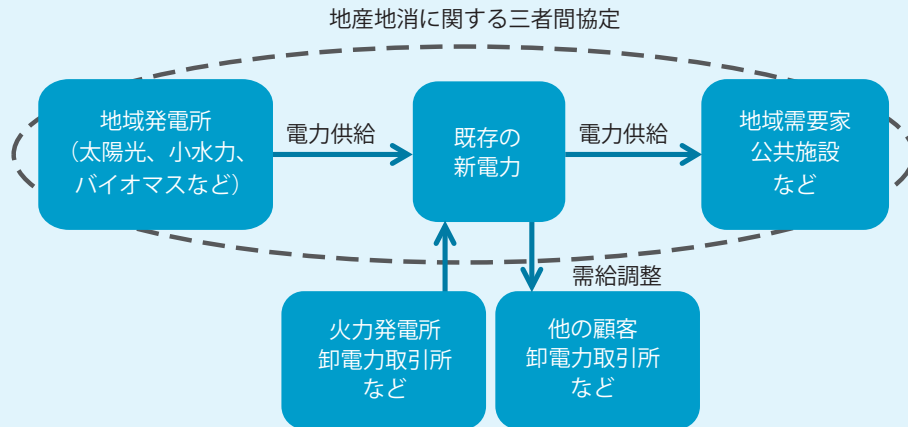 地産地消に関する三者間協定
地域発電所
（太陽光、小水力、
バイオマスなど）
電力供給
既存の
新電力
電力供給
地域需要家
公共施設
など
需給調整
火力発電所
卸電力取引所
など
他の顧客
卸電力取引所
など